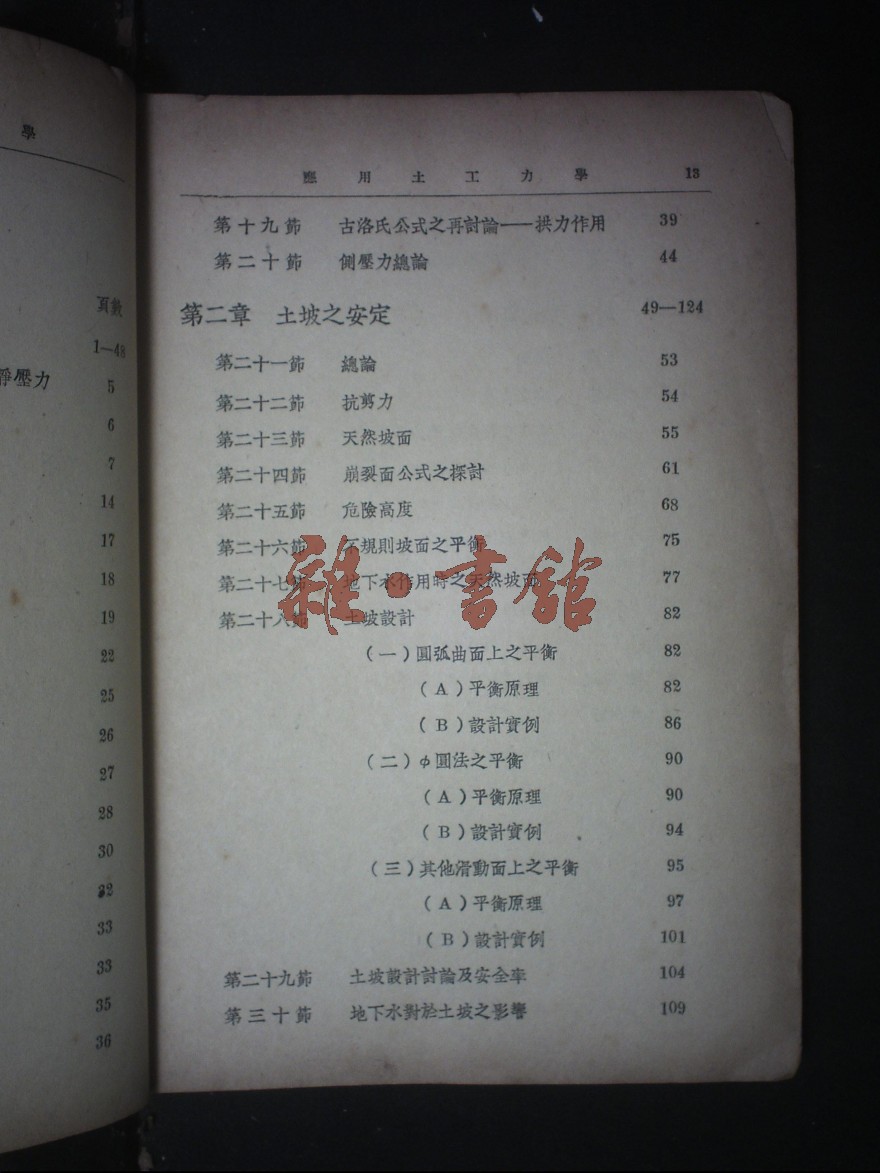 學
頁數
1—48
靜壓力 5
6
7
14
17
18
19
22
25
26
27
28
30
32
33
33
35
36
應用土工力學 13
第十九節 古洛氏公式之再討論——拱力作用 39
第二十節 側壓力總論 44
第二章 土坡之安定 49—124
第二十一節 總論 53
第二十二節 抗剪力 54
第二十三節 天然坡面 55
第二十四節 崩裂面公式之探討 61
第二十五節 危險高度 68
第二十六節 不規則坡面之平衡 75
第二十七節 地下水作用時之天然坡面 77
第二十八節 土坡設計 82
(一)圓弧曲面上之平衡 82
(A)平衡原理 82
(B)設計實例 86
(二)φ圓法之平衡 90
(A)平衡原理 90
(B)設計實例 94
(三)其他滑動面上之平衡 95
(A)平衡原理 97
(B)設計實例 101
第二十九節 土坡設計討論及安全率 104
第三十節 地下水對於土坡之影響 109
雜·書館